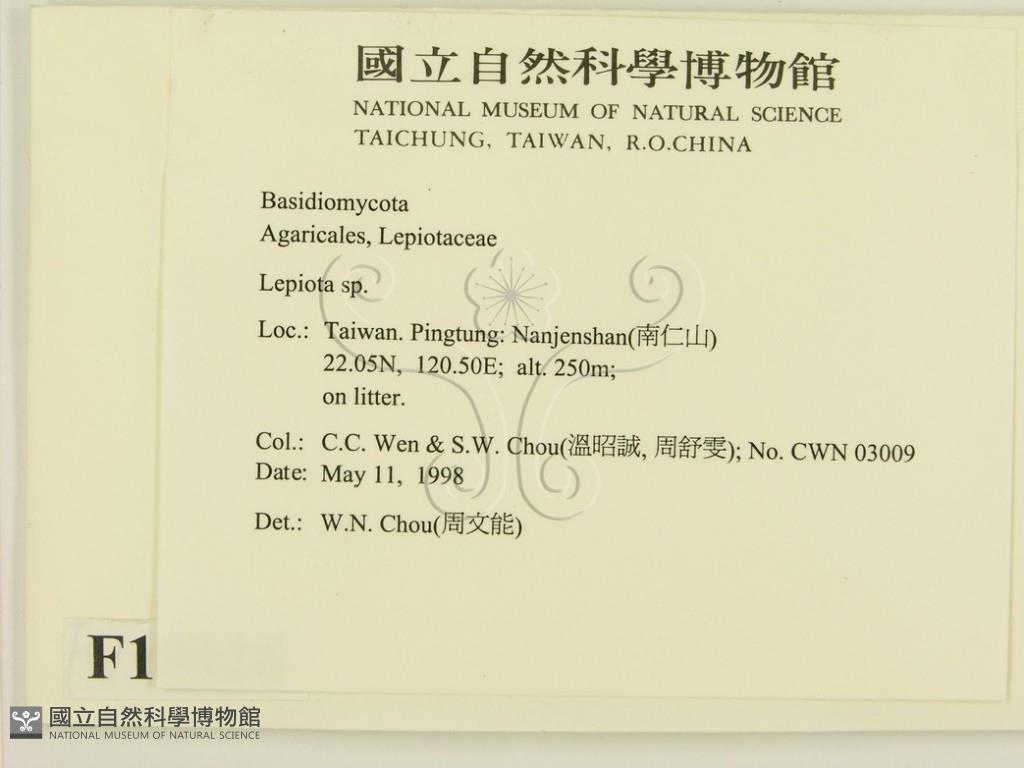 國立自然科學博物館
NATIONAL MUSEUM OF NATURAL SCIENCE
TAICHUNG, TAIWAN, R.O.CHINA
Basidiomycota
Agaricales, Lepiotaceae
Lepiota sp.
Loc.: Taiwan. Pingtung: Nanjenshan(南仁山)
22.05N, 120.50E; alt. 250m;
on litter.
Col.: C.C. Wen & S.W. Chou(溫昭誠, 周舒雯); No. CWN 03009
Date: May 11, 1998
Det.: W.N. Chou(周文能)
F1
國立自然科學博物館
NATIONAL MUSEUM OF NATURAL SCIENCE